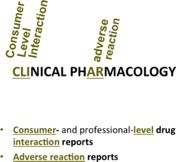 Consumer
Level
Interaction
adverse
reaction
CLINICAL PHARMACOLOGY
• Consumer- and professional-level drug
interaction reports
• Adverse reaction reports